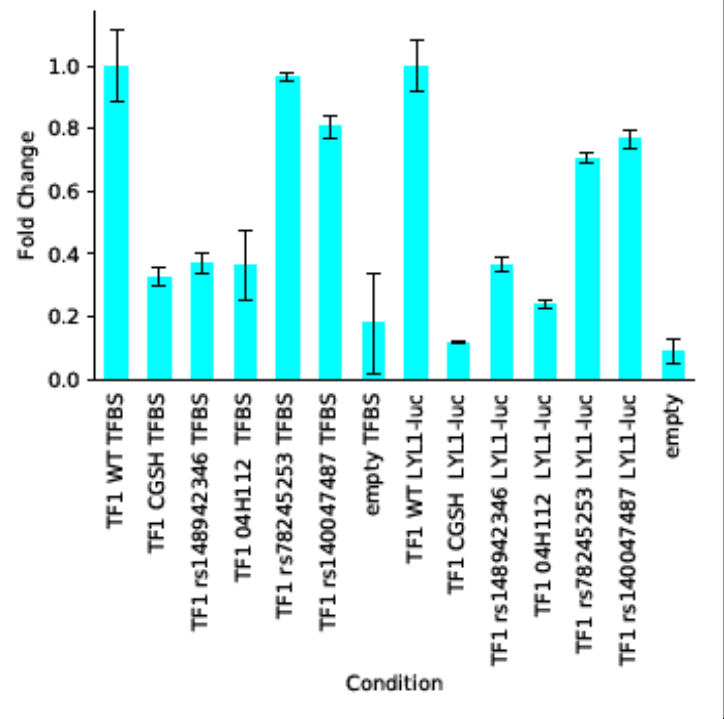 Fold Change
1.0
0.8
0.6
0.4
0.2
0.0
TF1 WT TFBS
TF1 CGSH TFBS
TF1 rs148942346 TFBS
TF1 04H112  TFBS
TF1 rs78245253 TFBS
TF1 rs140047487 TFBS
empty TFBS
TF1 WT LYL1-luc
TF1 CGSH  LYL1-luc
TF1 rs148942346 LYL1-luc
TF1 04H112  LYL1-luc
TF1 rs78245253 LYL1-luc
TF1 rs140047487 LYL1-luc
empty
Condition